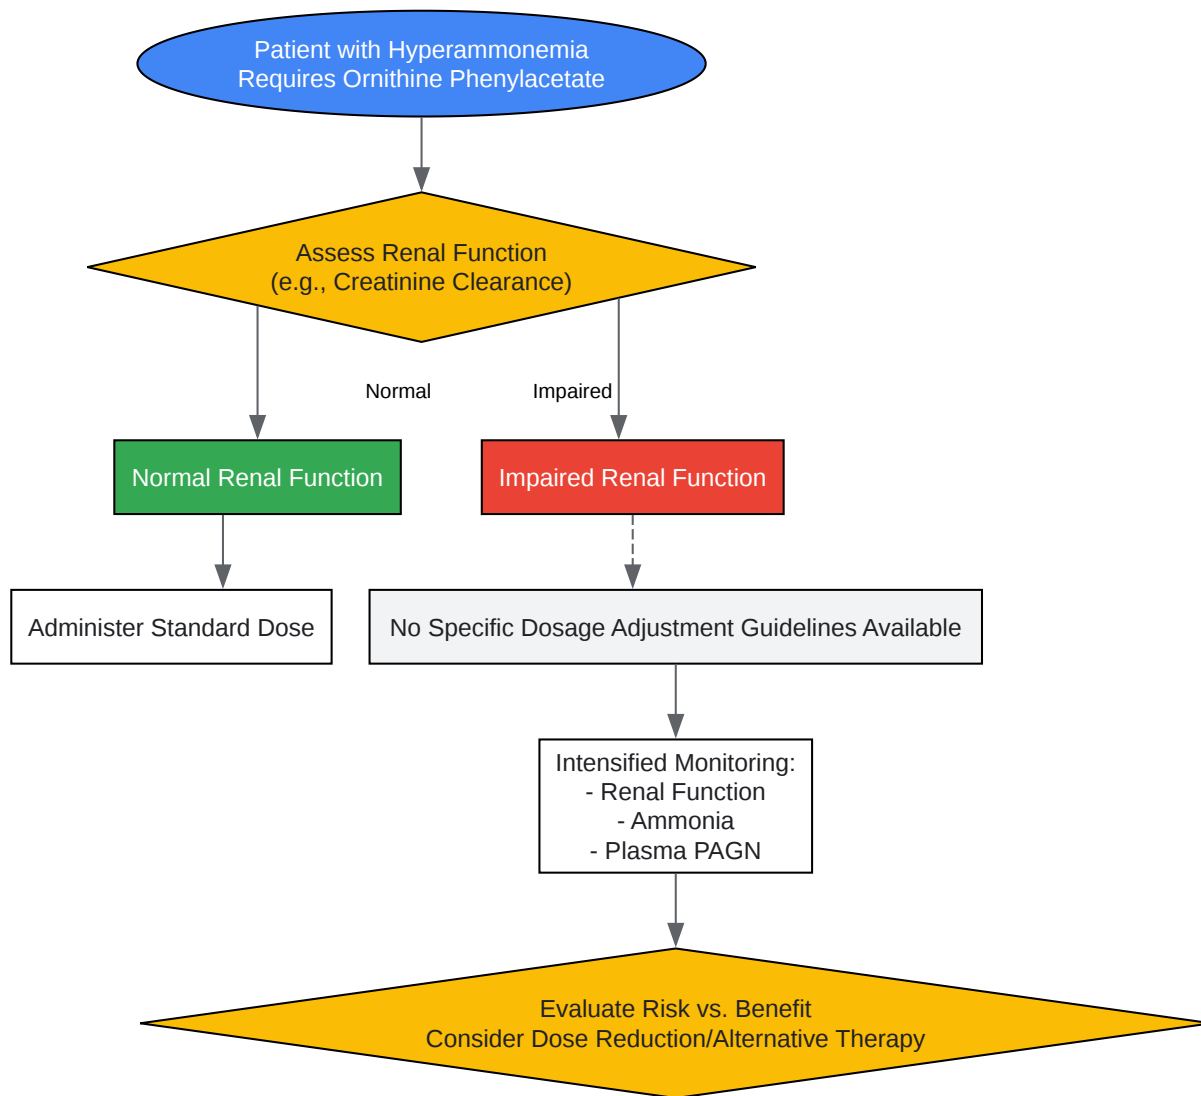 Patient with Hyperammonemia
Requires Ornithine Phenylacetate
Assess Renal Function
(e.g., Creatinine Clearance)
Normal
Impaired
Normal Renal Function
Impaired Renal Function
Administer Standard Dose
No Specific Dosage Adjustment Guidelines Available
Intensified Monitoring:
- Renal Function
- Ammonia
- Plasma PAGN
Evaluate Risk vs. Benefit
Consider Dose Reduction/Alternative Therapy